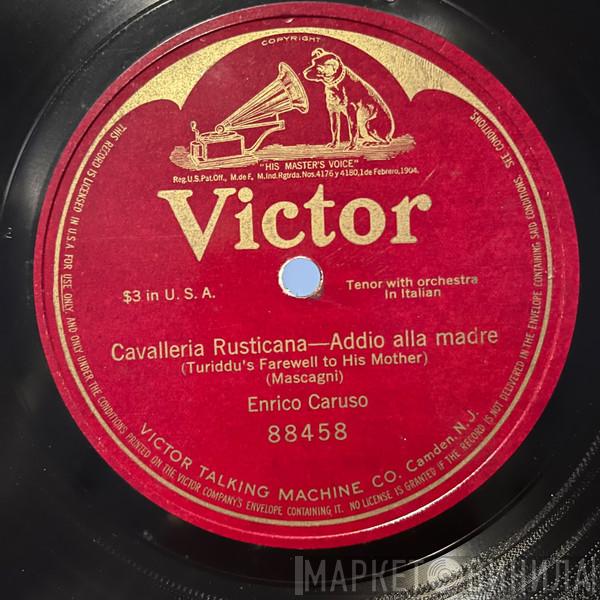 COPYRIGHT
"HIS MASTER'S VOICE"
Reg.U.S.Pat.Off., M.de F., M.Ind.Rgtrda.Nos.4176 y 4180,1 de Febrero,1904.
Victor
$3 in U. S. A.
Tenor with orchestra
In Italian
Cavalleria Rusticana—Addio alla madre
(Turiddu's Farewell to His Mother)
(Mascagni)
Enrico Caruso
88458
VICTOR TALKING MACHINE CO. Camden, N.J.
THIS RECORD IS LICENSED IN U.S.A. FOR USE ONLY, AND ONLY UNDER THE CONDITIONS PRINTED ON THE VICTOR COMPANY'S ENVELOPE CONTAINING IT. NO LICENSE IS GRANTED IF THE RECORD IS NOT DELIVERED IN THE ENVELOPE CONTAINING SAID CONDITIONS. SEE CONDITIONS.
МАРКЕТ ВИНИЛА